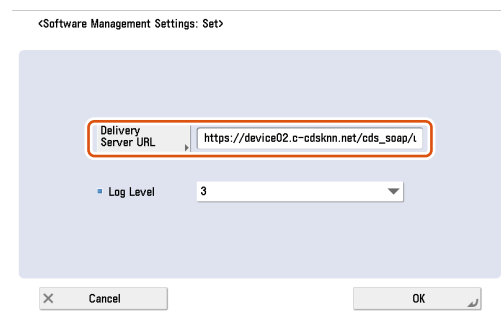 <Software Management Settings: Set>
Delivery
Server URL
https://device02.c-cdsknn.net/cds_soap/u
Log Level
3
Cancel
OK